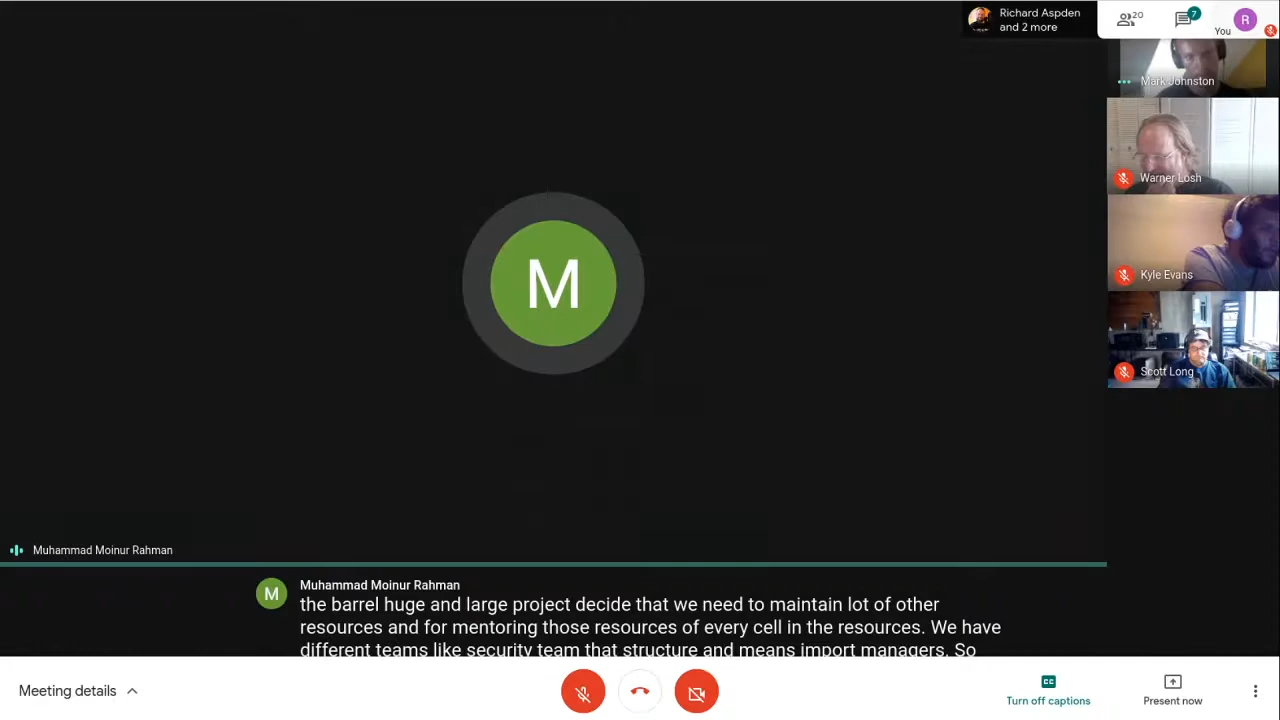 Richard Aspden
and 2 more
20
7
You
R
Mark Johnston
Warner Losh
Kyle Evans
Scott Long
M
Muhammad Moinur Rahman
M
Muhammad Moinur Rahman
the barrel huge and large project decide that we need to maintain lot of other
resources and for mentoring those resources of every cell in the resources. We have
different teams like security team that structure and means import managers. So
Meeting details
CC
Turn off captions
Present now